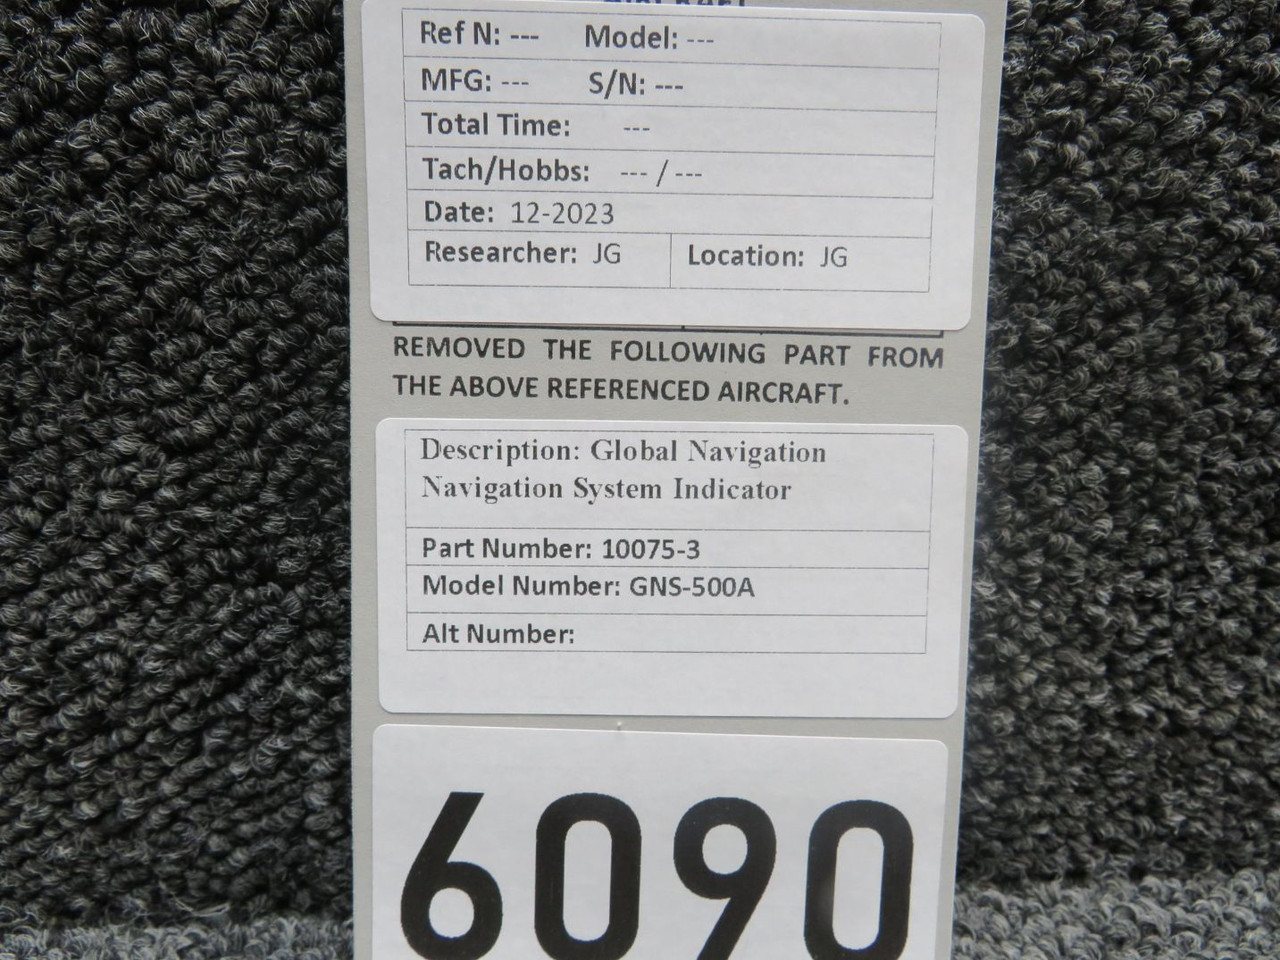 Ref N: --- Model: ---
MFG: --- S/N: ---
Total Time: ---
Tach/Hobbs: --- / ---
Date: 12-2023
Researcher: JG Location: JG
REMOVED THE FOLLOWING PART FROM
THE ABOVE REFERENCED AIRCRAFT.
Description: Global Navigation
Navigation System Indicator
Part Number: 10075-3
Model Number: GNS-500A
Alt Number:
6090